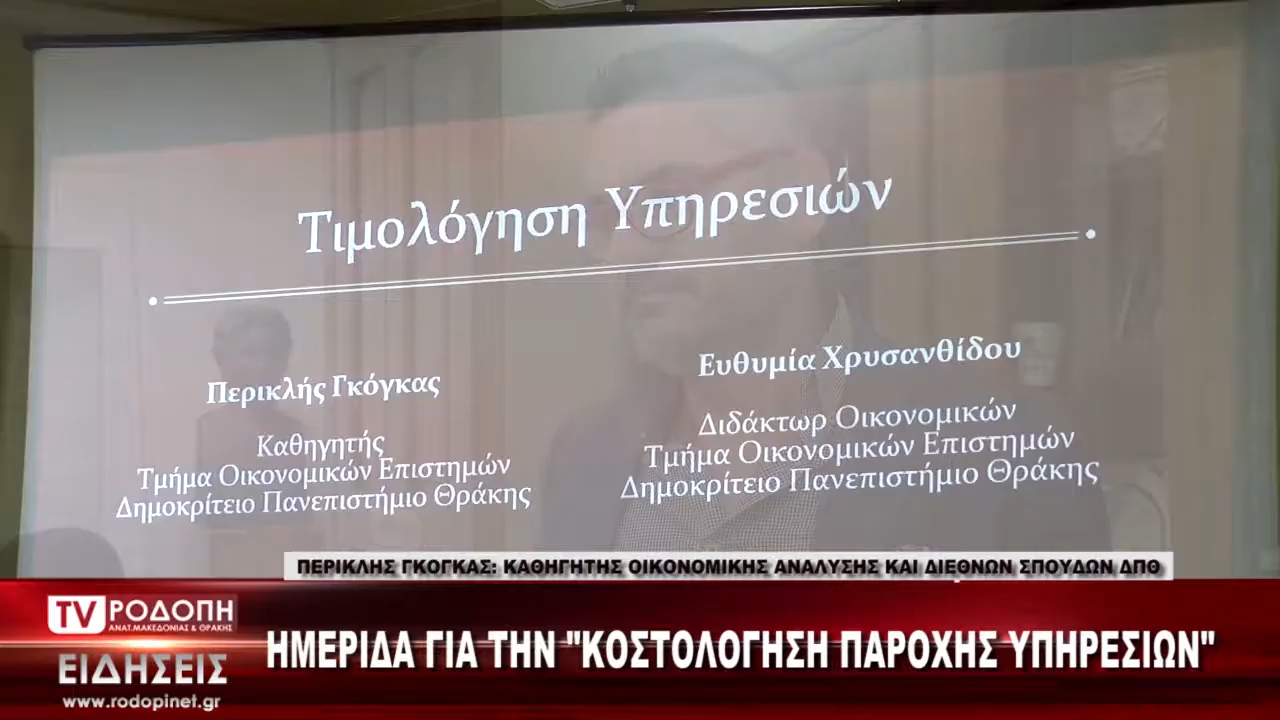 Τιμολόγηση Υπηρεσιών
Περικλής Γκόγκας
Καθηγητής
Τμήμα Οικονομικών Επιστημών
Δημοκρίτειο Πανεπιστήμιο Θράκης
Ευθυμία Χρυσανθίδου
Διδάκτωρ Οικονομικών
Τμήμα Οικονομικών Επιστημών
Δημοκρίτειο Πανεπιστήμιο Θράκης
ΠΕΡΙΚΛΗΣ ΓΚΟΓΚΑΣ: ΚΑΘΗΓΗΤΗΣ ΟΙΚΟΝΟΜΙΚΗΣ ΑΝΑΛΥΣΗΣ ΚΑΙ ΔΙΕΘΝΩΝ ΣΠΟΥΔΩΝ ΔΠΘ
TV ΡΟΔΟΠΗ
ΑΝΑΤ.ΜΑΚΕΔΟΝΙΑΣ & ΘΡΑΚΗΣ
ΕΙΔΗΣΕΙΣ
www.rodopinet.gr
ΗΜΕΡΙΔΑ ΓΙΑ ΤΗΝ "ΚΟΣΤΟΛΟΓΗΣΗ ΠΑΡΟΧΗΣ ΥΠΗΡΕΣΙΩΝ"